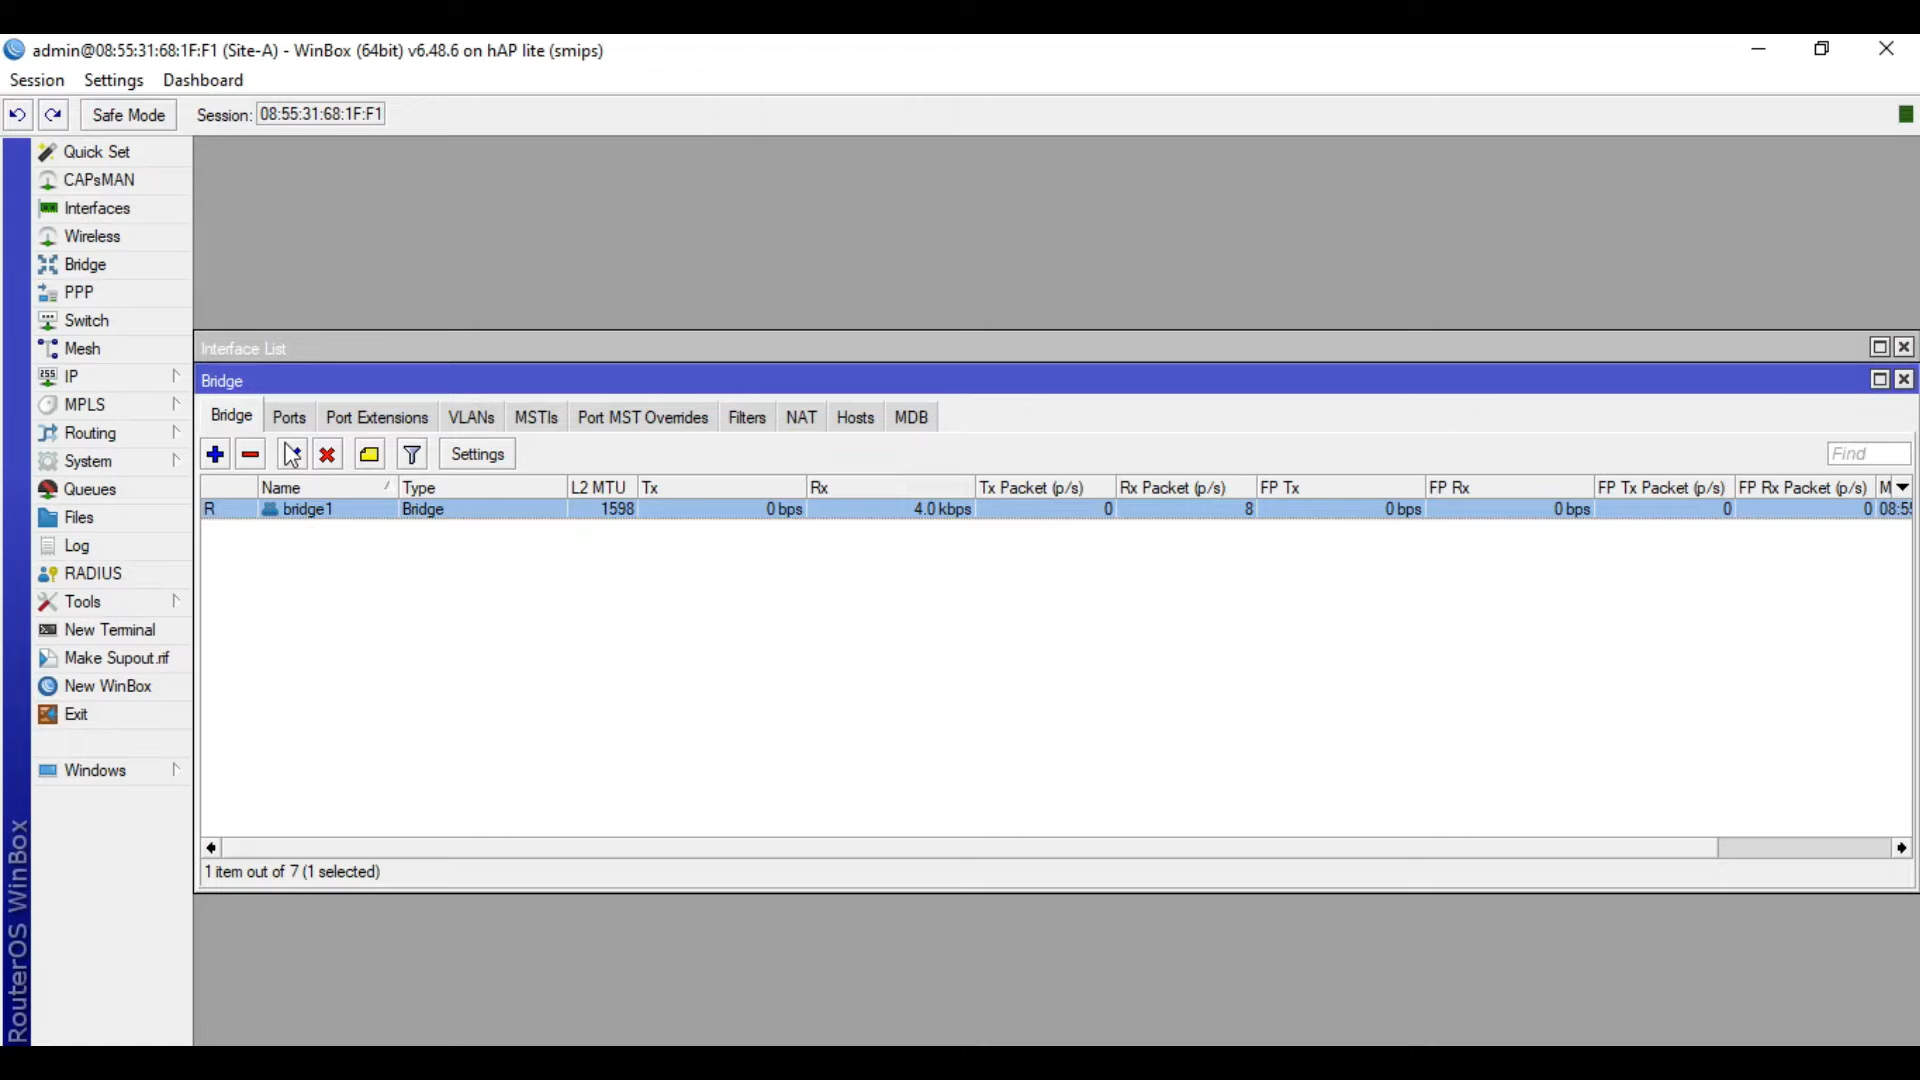 admin@08:55:31:68:1F:F1 (Site-A) - WinBox (64bit) v6.48.6 on hAP lite (smips)
Session Settings Dashboard
Safe Mode Session: 08:55:31:68:1F:F1
Quick Set
CAPsMAN
Interfaces
Wireless
Bridge
PPP
Switch
Mesh
IP
MPLS
Routing
System
Queues
Files
Log
RADIUS
Tools
New Terminal
Make Supout.rif
New WinBox
Exit
Windows
RouterOS WinBox
Interface List
Bridge
Bridge Ports Port Extensions VLANs MSTIs Port MST Overrides Filters NAT Hosts MDB
Settings Find
Name Type L2 MTU Tx Rx Tx Packet (p/s) Rx Packet (p/s) FP Tx FP Rx FP Tx Packet (p/s) FP Rx Packet (p/s) M
R bridge1 Bridge 1598 0 bps 4.0 kbps 0 8 0 bps 0 bps 0 0 08:5
1 item out of 7 (1 selected)